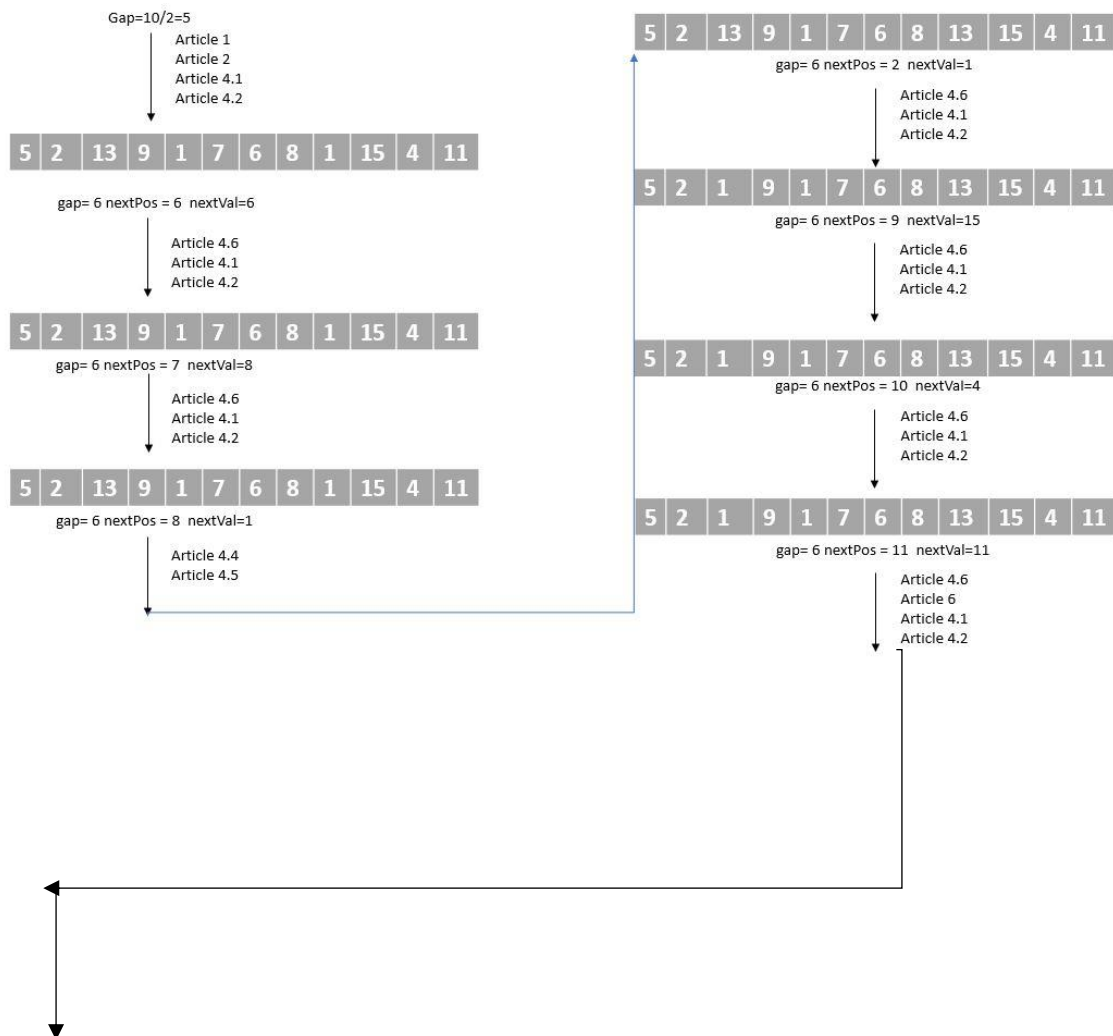 Gap=10/2=5
Article 1
Article 2
Article 4.1
Article 4.2
5 2 13 9 1 7 6 8 1 15 4 11
gap= 6 nextPos = 6 nextVal=6
Article 4.6
Article 4.1
Article 4.2
5 2 13 9 1 7 6 8 1 15 4 11
gap= 6 nextPos = 7 nextVal=8
Article 4.6
Article 4.1
Article 4.2
5 2 13 9 1 7 6 8 1 15 4 11
gap= 6 nextPos = 8 nextVal=1
Article 4.4
Article 4.5
5 2 13 9 1 7 6 8 13 15 4 11
gap= 6 nextPos = 2 nextVal=1
Article 4.6
Article 4.1
Article 4.2
5 2 1 9 1 7 6 8 13 15 4 11
gap= 6 nextPos = 9 nextVal=15
Article 4.6
Article 4.1
Article 4.2
5 2 1 9 1 7 6 8 13 15 4 11
gap= 6 nextPos = 10 nextVal=4
Article 4.6
Article 4.1
Article 4.2
5 2 1 9 1 7 6 8 13 15 4 11
gap= 6 nextPos = 11 nextVal=11
Article 4.6
Article 6
Article 4.1
Article 4.2